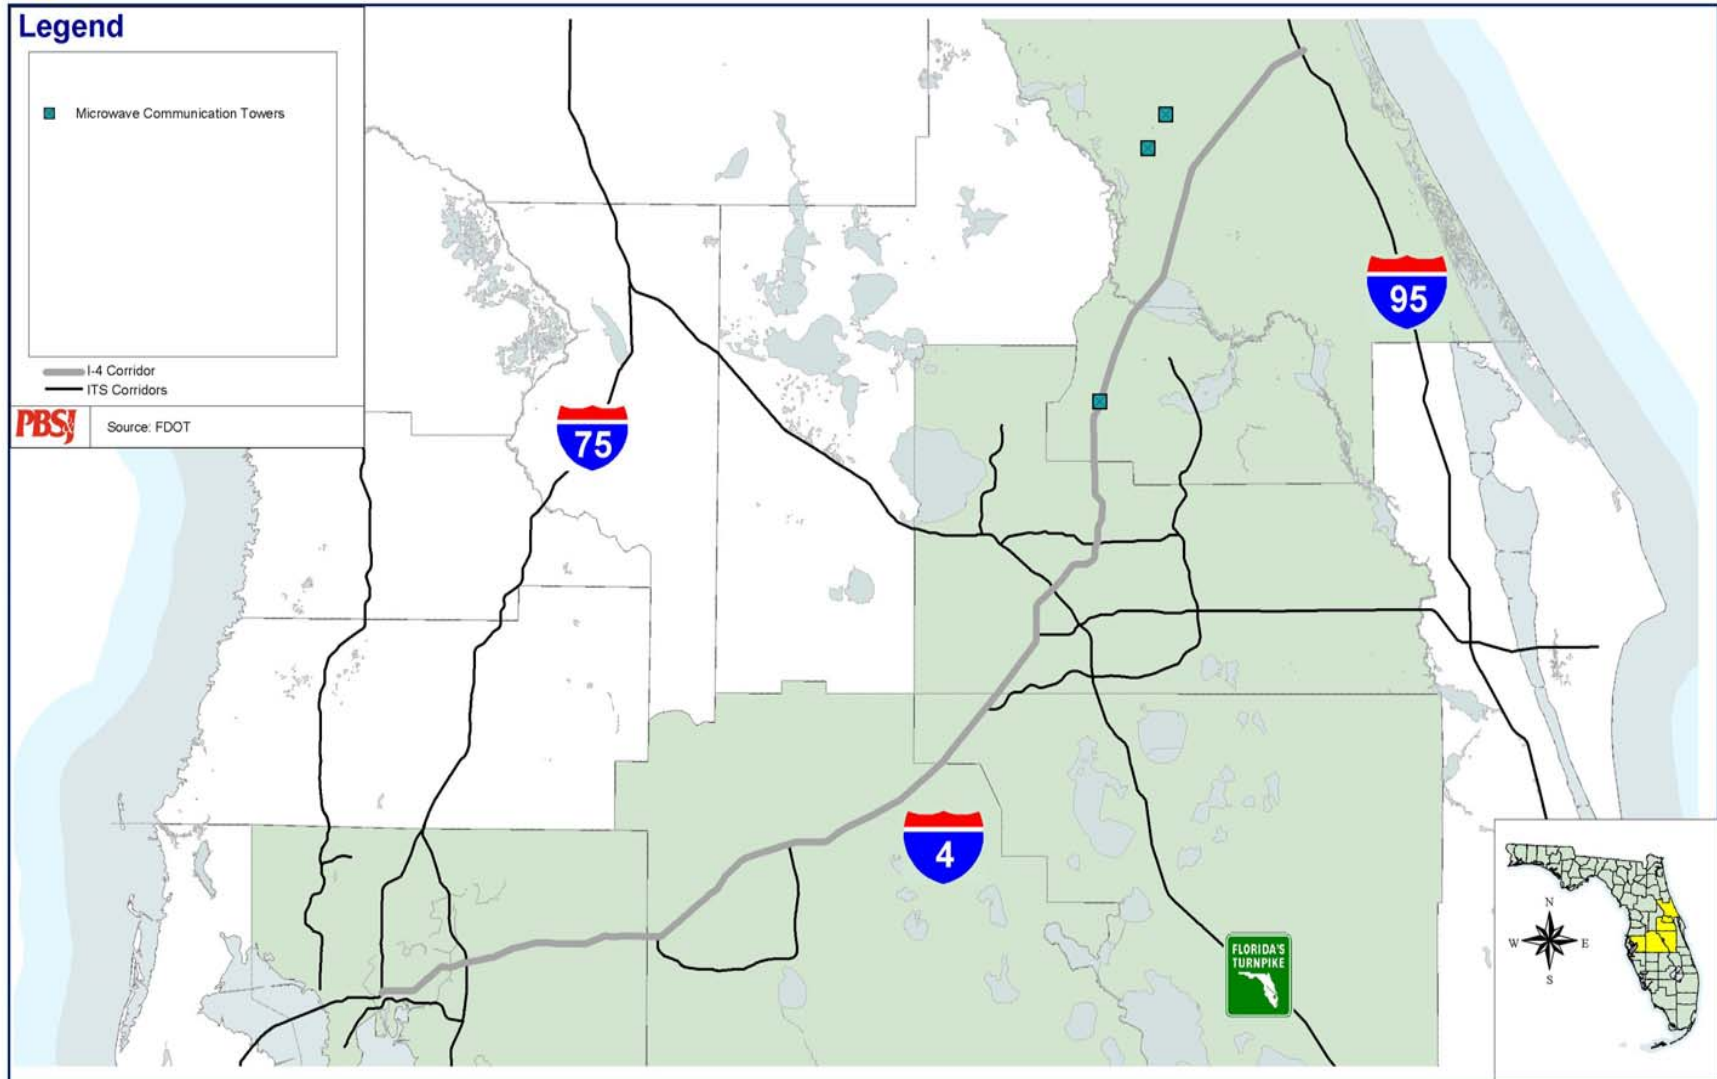 Legend
Microwave Communication Towers
I-4 Corridor
ITS Corridors
PBSJ
Source: FDOT
75
95
4
FLORIDA'S
TURNPIKE
N
W
E
S